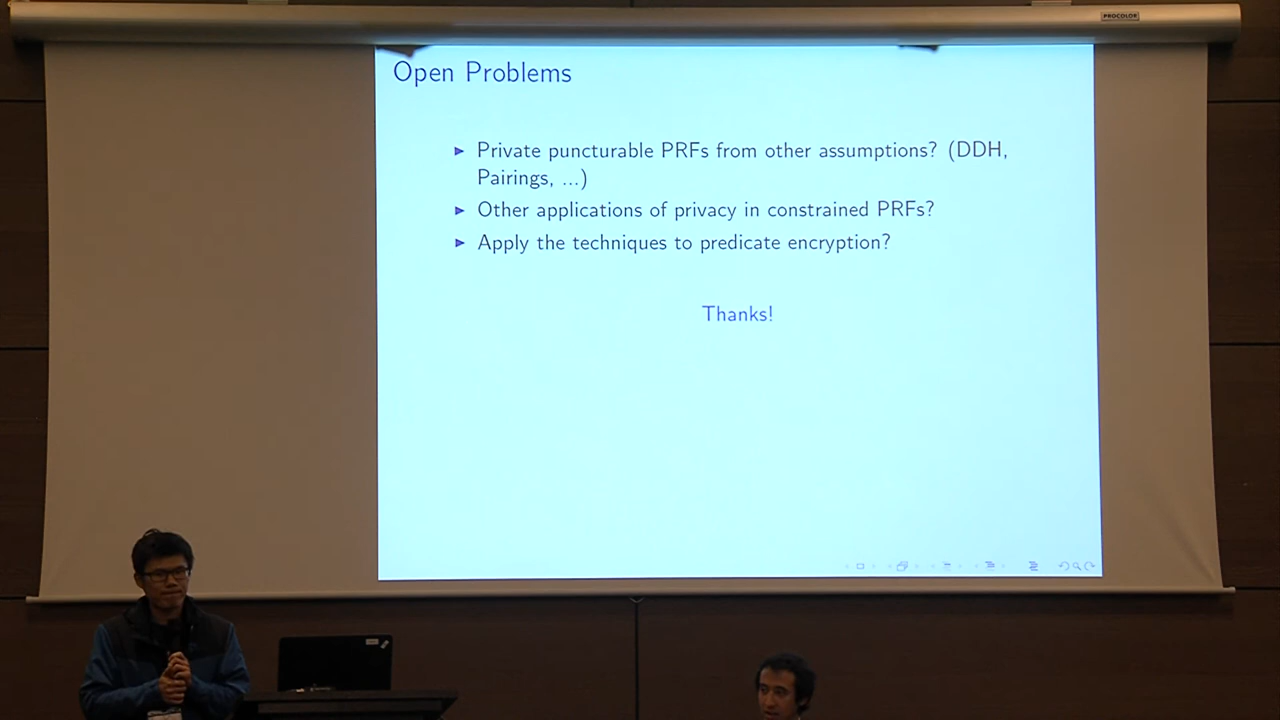 PROCOLOR
Open Problems
Private puncturable PRFs from other assumptions? (DDH,
Pairings, ...)
Other applications of privacy in constrained PRFs?
Apply the techniques to predicate encryption?
Thanks!